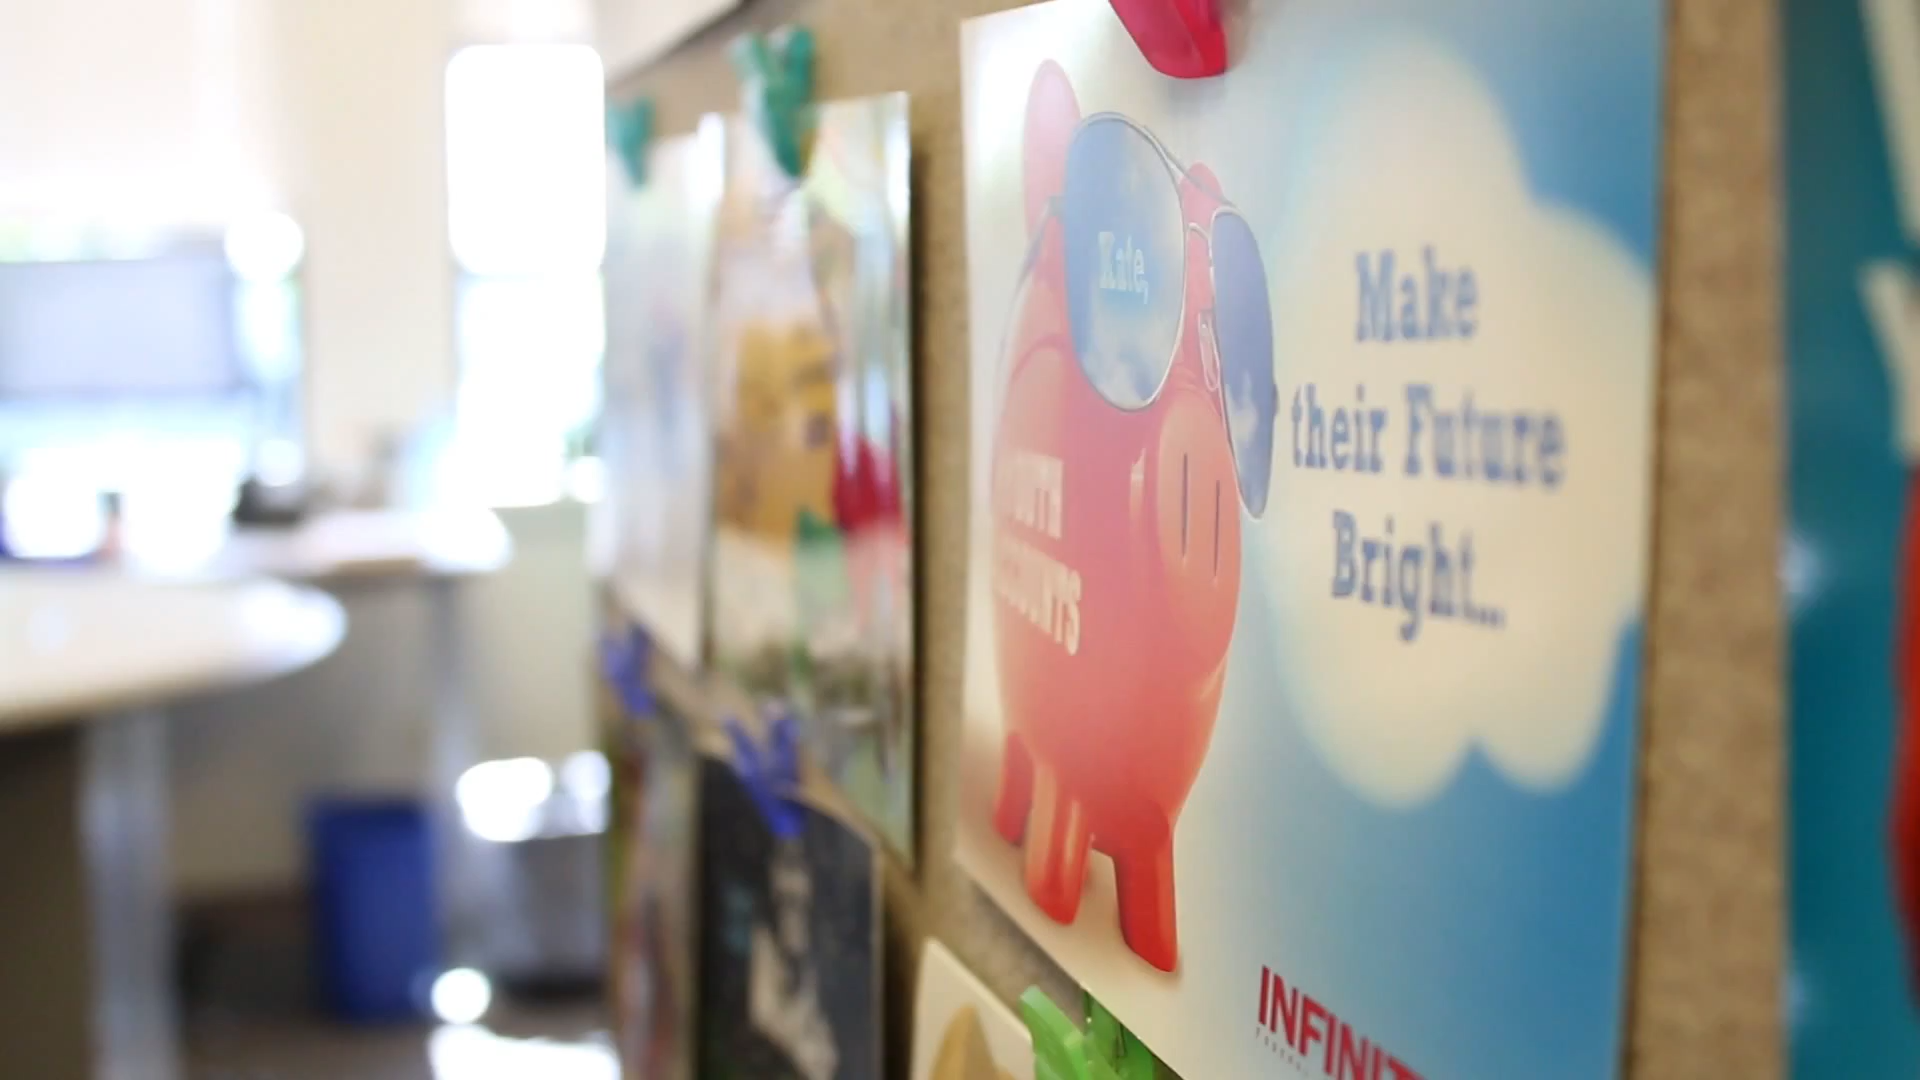 Kate,
Make
their Future
Bright...
YOUTH
ACCOUNTS
INFINIT